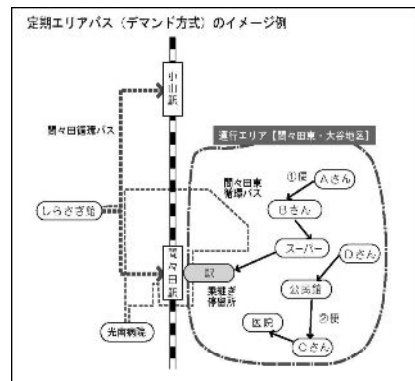 定期エリアバス（デマンド方式）のイメージ例
小山駅
間々田循環バス
運行エリア【間々田東・大谷地区】
①便
Aさん
間々田東
循環バス
Bさん
しらさぎ館
スーパー
Dさん
間々田駅
駅
乗継ぎ
停留所
公民館
医院
②便
光南病院
Cさん